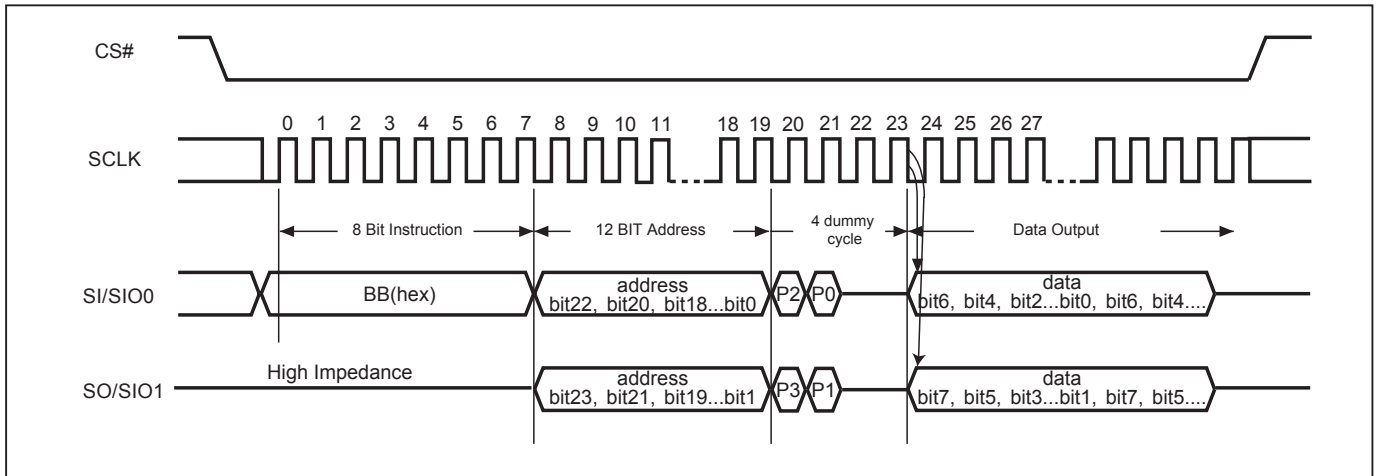 CS#
0 1 2 3 4 5 6 7 8 9 10 11 18 19 20 21 22 23 24 25 26 27
SCLK
8 Bit Instruction
12 BIT Address
4 dummy
cycle
Data Output
SI/SIO0
BB(hex)
address
bit22, bit20, bit18...bit0
P2
P0
data
bit6, bit4, bit2...bit0, bit6, bit4....
High Impedance
SO/SIO1
address
bit23, bit21, bit19...bit1
P3
P1
data
bit7, bit5, bit3...bit1, bit7, bit5....